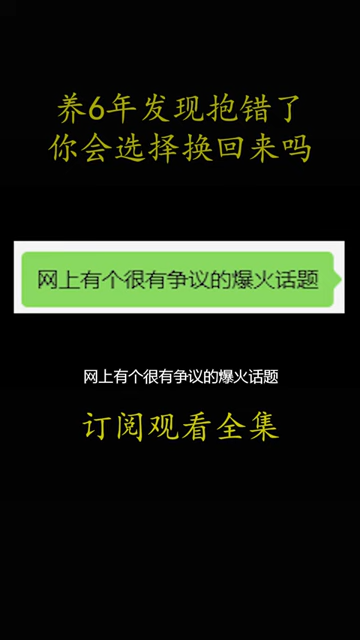 养6年发现抱错了
你会选择换回来吗
网上有个很有争议的爆火话题
网上有个很有争议的爆火话题
订阅观看全集